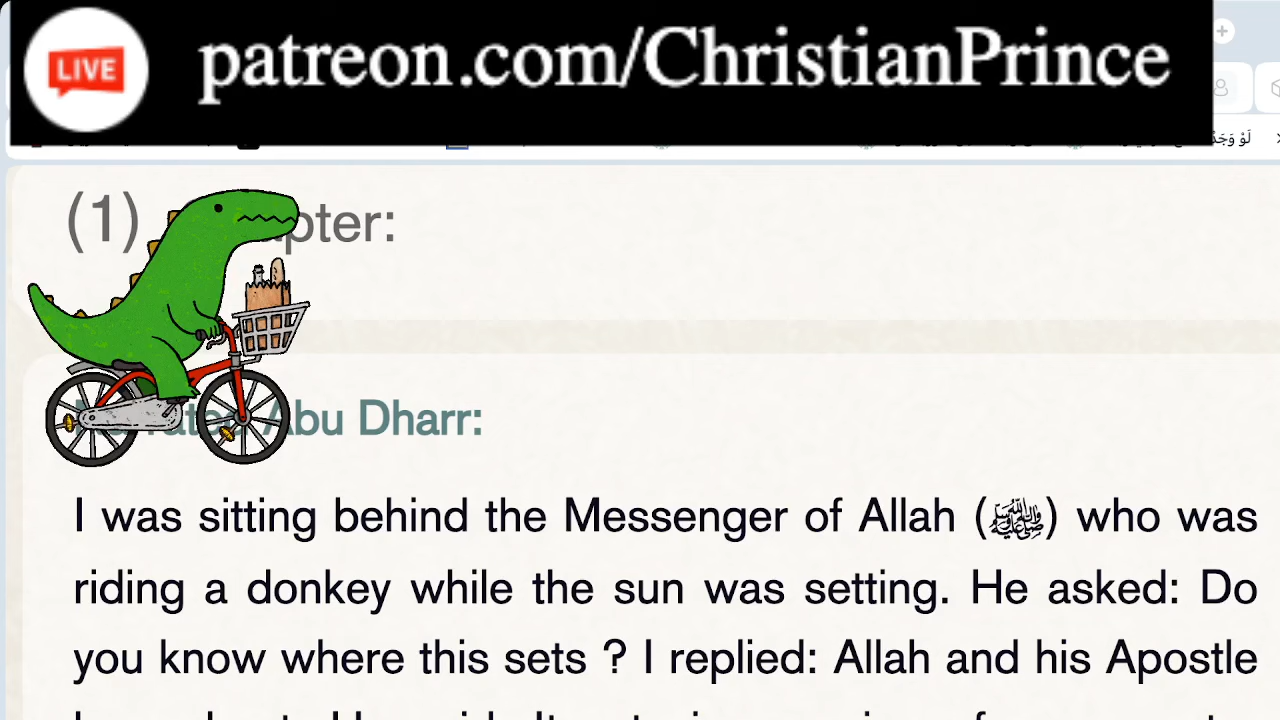 LIVE
patreon.com/ChristianPrince
لَوْ
(1) pter:
Abu Dharr:
I was sitting behind the Messenger of Allah (ﷺ) who was
riding a donkey while the sun was setting. He asked: Do
you know where this sets ? I replied: Allah and his Apostle